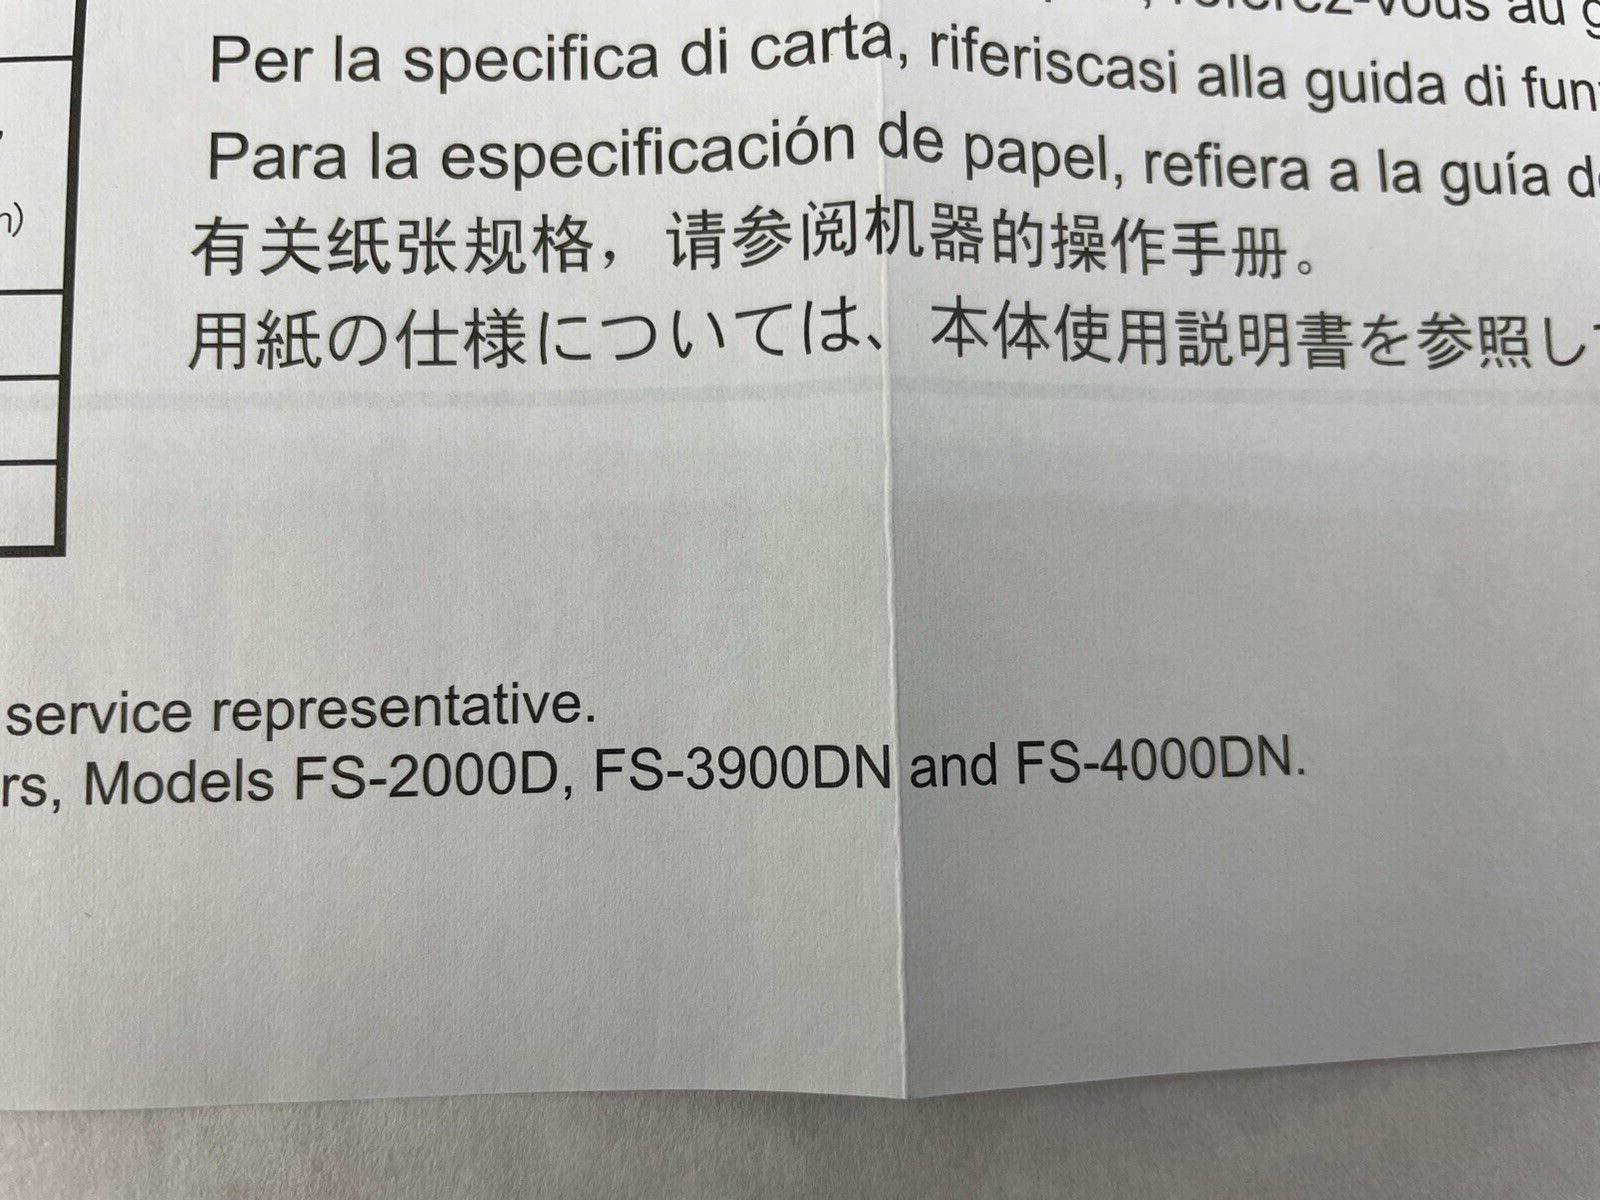 Per la specifica di carta, riferiscasi alla guida di
Para la especificación de papel, refiera a la guía
有关纸张规格，请参阅机器的操作手册。
用紙の仕様については、本体使用説明書を参照し
service representative.
rs, Models FS-2000D, FS-3900DN and FS-4000DN.